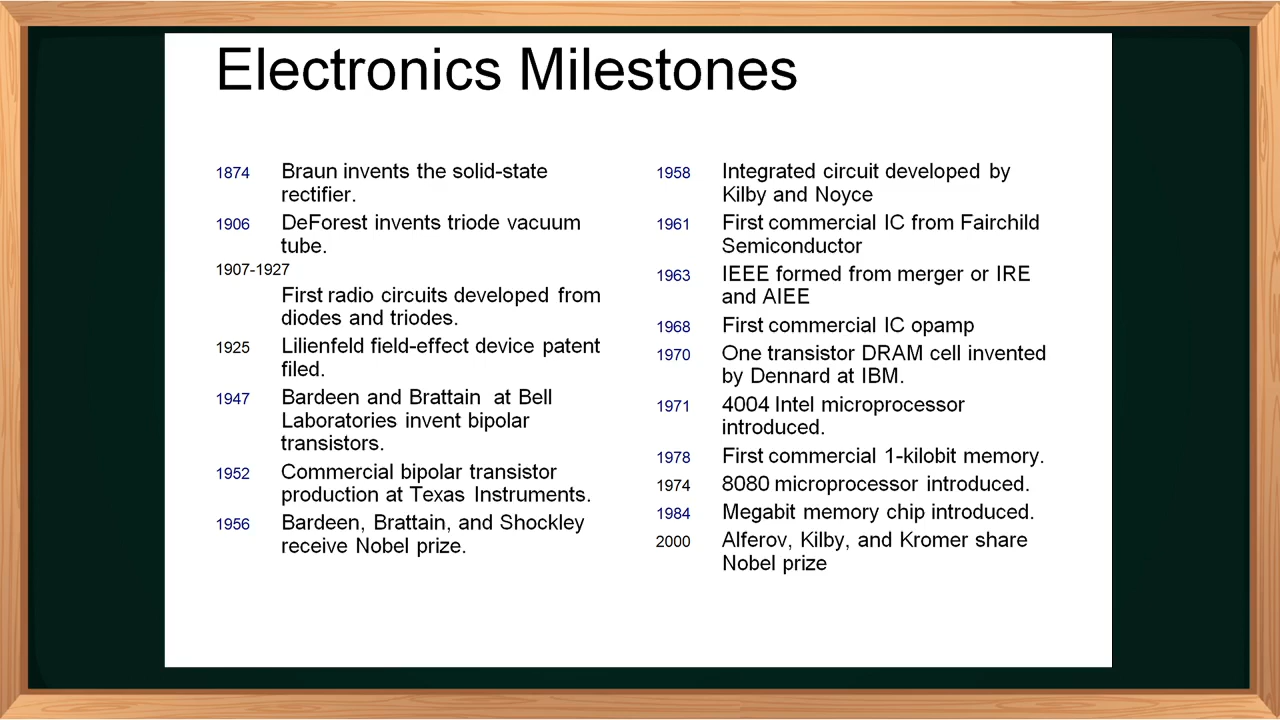 Electronics Milestones
1874 Braun invents the solid-state
rectifier.
1906 DeForest invents triode vacuum
tube.
1907-1927
First radio circuits developed from
diodes and triodes.
1925 Lilienfeld field-effect device patent
filed.
1947 Bardeen and Brattain at Bell
Laboratories invent bipolar
transistors.
1952 Commercial bipolar transistor
production at Texas Instruments.
1956 Bardeen, Brattain, and Shockley
receive Nobel prize.
1958 Integrated circuit developed by
Kilby and Noyce
1961 First commercial IC from Fairchild
Semiconductor
1963 IEEE formed from merger or IRE
and AIEE
1968 First commercial IC opamp
1970 One transistor DRAM cell invented
by Dennard at IBM.
1971 4004 Intel microprocessor
introduced.
1978 First commercial 1-kilobit memory.
1974 8080 microprocessor introduced.
1984 Megabit memory chip introduced.
2000 Alferov, Kilby, and Kromer share
Nobel prize